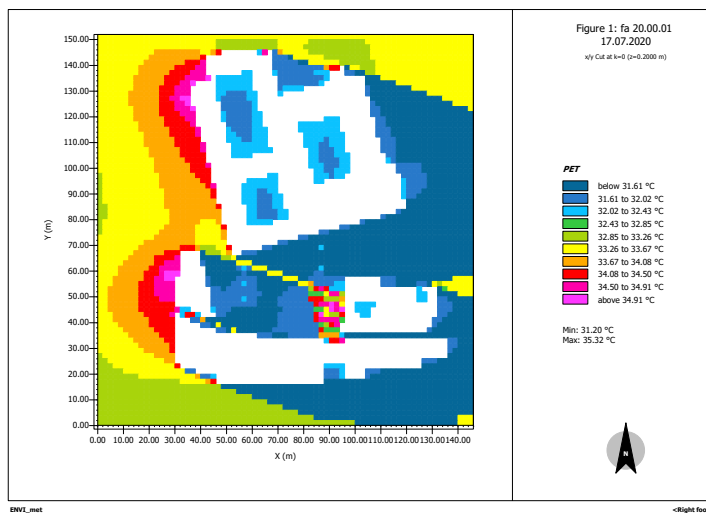 Figure 1: fa 20.00.01
17.07.2020
x/y Cut at k=0 (z=0.2000 m)
150.00
140.00
130.00
120.00
110.00
100.00
90.00
80.00
70.00
60.00
50.00
40.00
30.00
20.00
10.00
0.00
Y (m)
0.00 10.00 20.00 30.00 40.00 50.00 60.00 70.00 80.00 90.00 100.00 110.00 120.00 130.00 140.00
X (m)
PET
below 31.61 °C
31.61 to 32.02 °C
32.02 to 32.43 °C
32.43 to 32.85 °C
32.85 to 33.26 °C
33.26 to 33.67 °C
33.67 to 34.08 °C
34.08 to 34.50 °C
34.50 to 34.91 °C
above 34.91 °C
Min: 31.20 °C
Max: 35.32 °C
N
ENVI_met
<Right foo